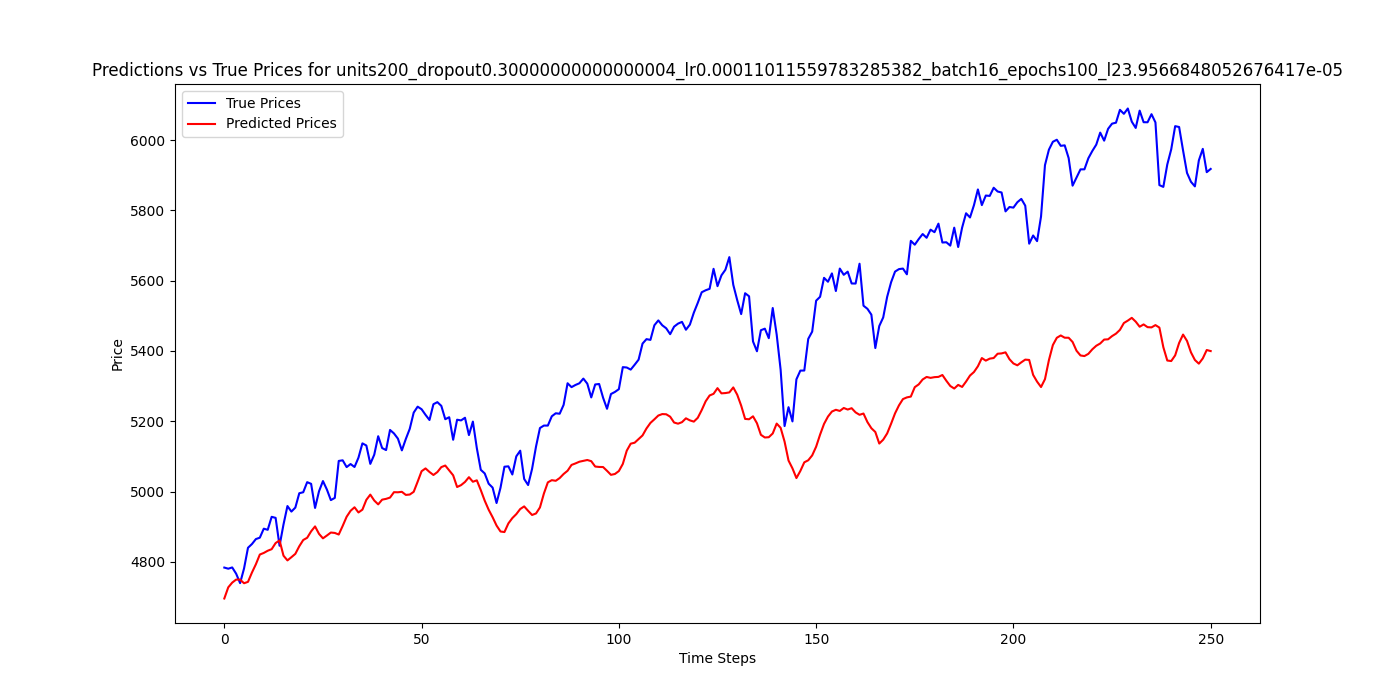 Predictions vs True Prices for units200_dropout0.30000000000000004_lr0.00011011559783285382_batch16_epochs100_l23.9566848052676417e-05
True Prices
Predicted Prices
6000
5800
5600
5400
5200
5000
4800
Price
0 50 100 150 200 250
Time Steps